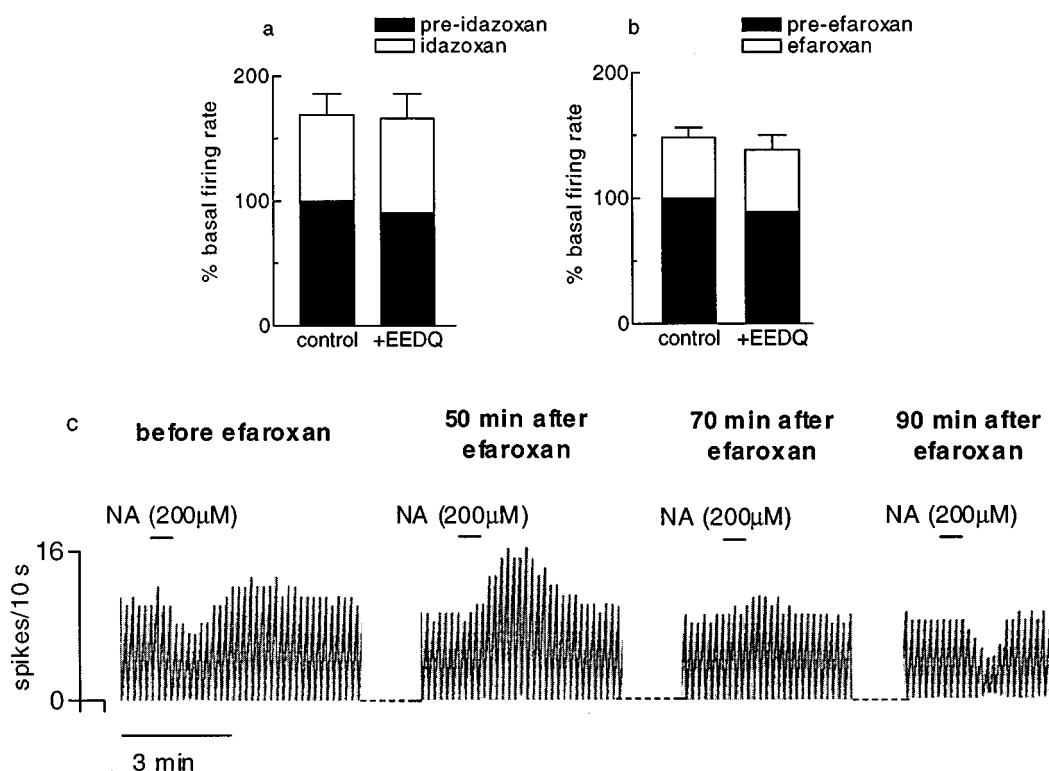 a
pre-idazoxan
idazoxan
200
100
0
% basal firing rate
control +EEDQ
b
pre-efaroxan
efaroxan
200
100
0
% basal firing rate
control +EEDQ
c
before efaroxan
50 min after
efaroxan
70 min after
efaroxan
90 min after
efaroxan
NA (200µM)
NA (200µM)
NA (200µM)
NA (200µM)
16
0
spikes/10 s
3 min